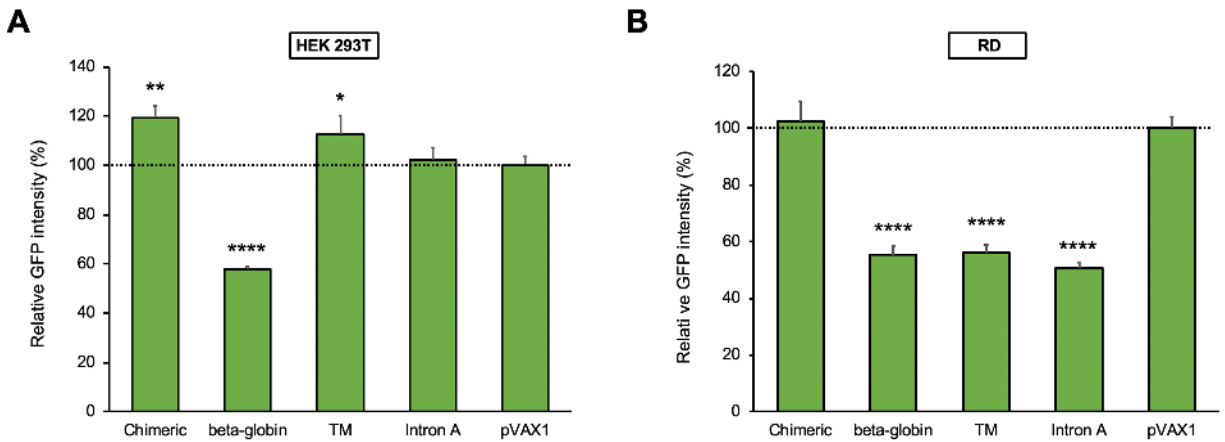 A
HEK 293T
Relative GFP intensity (%)
140
120
100
80
60
40
20
0
**
****
*
Chimeric beta-globin TM Intron A pVAX1
B
RD
Relati ve GFP intensity (%)
120
100
80
60
40
20
0
****
****
****
Chimeric beta-globin TM Intron A pVAX1